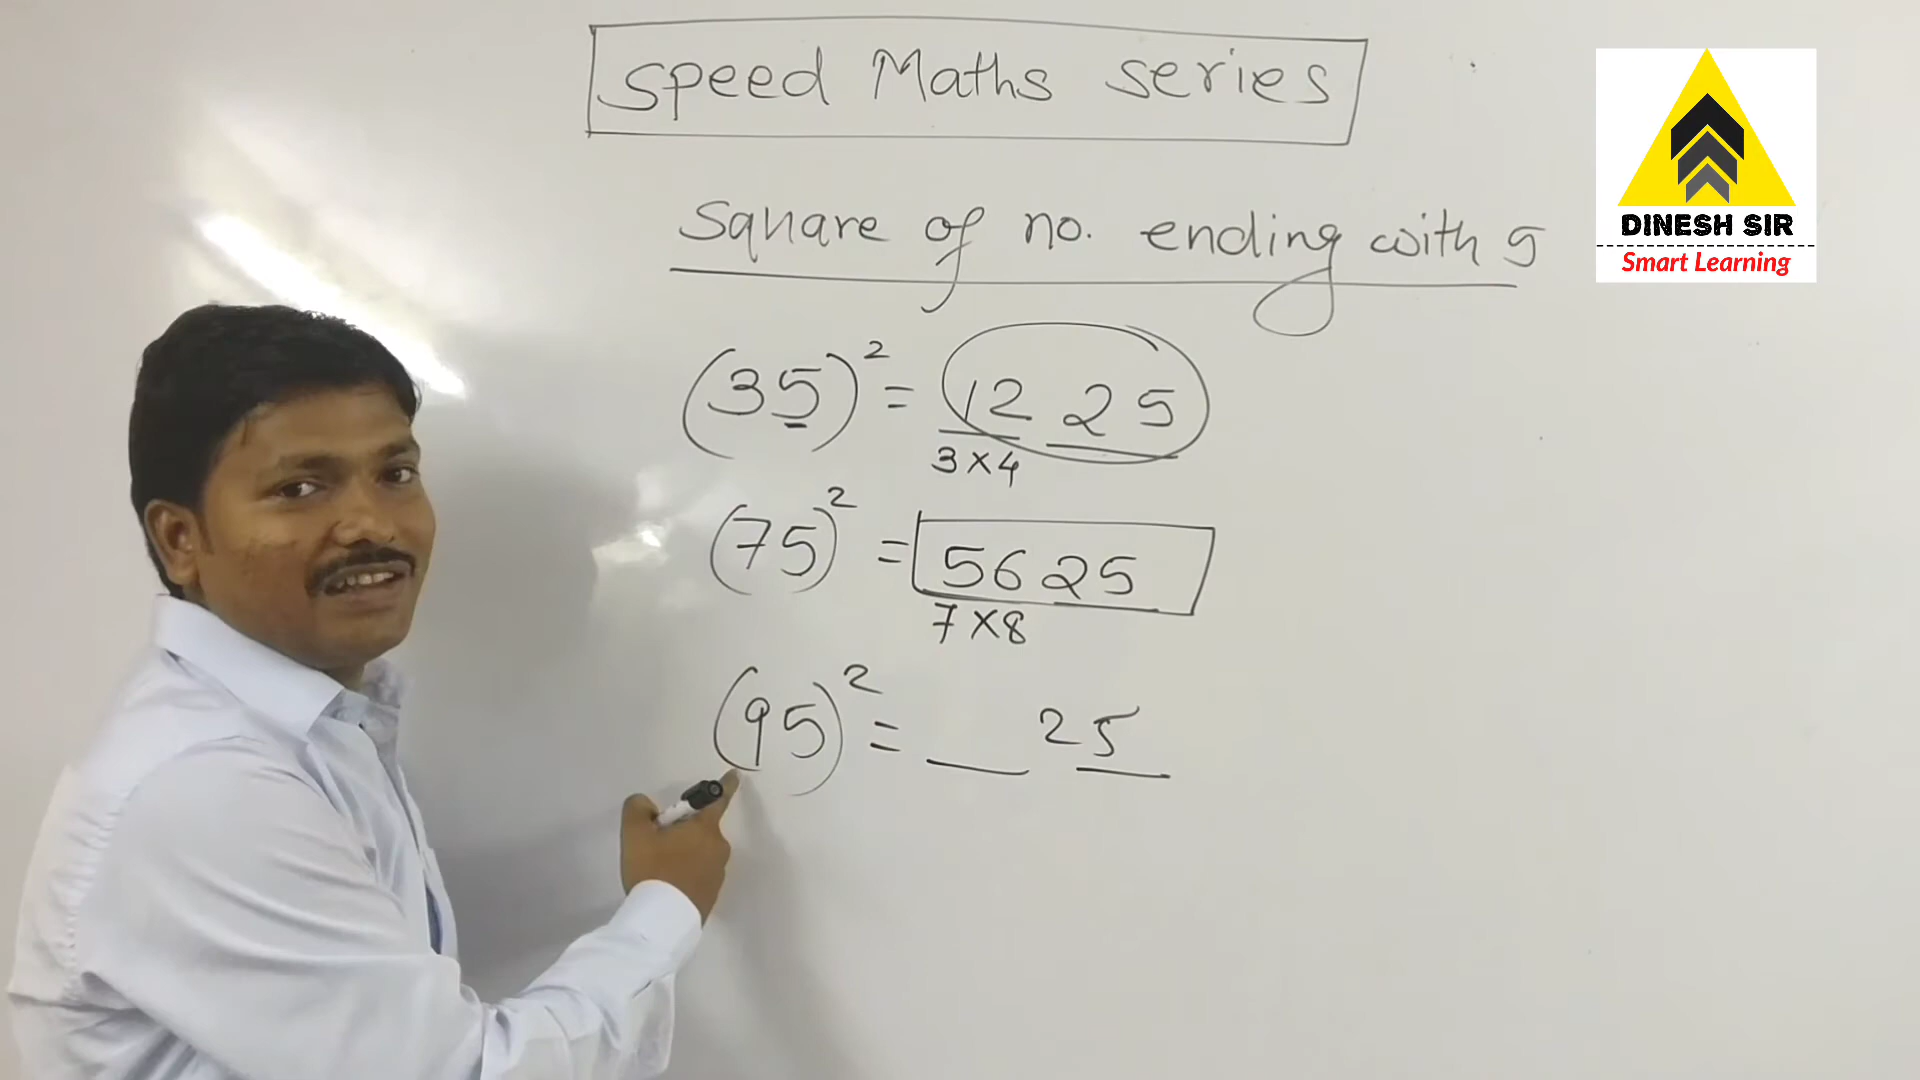 Speed Maths series
Square of no. ending with 5
(35)² = 12 25
3 x 4
(75)² = 5625
7 x 8
(95)² = __ 25
DINESH SIR
Smart Learning